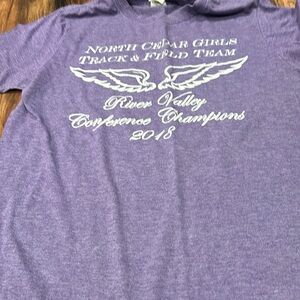 North Cedar Girls
Track & Field Team
River Valley
Conference Champions
2018